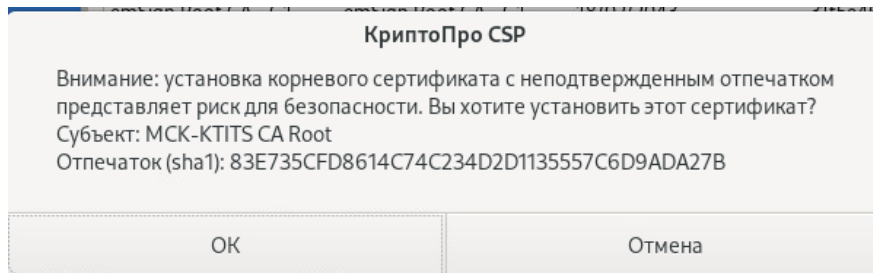 КриптоПро CSP
Внимание: установка корневого сертификата с неподтвержденным отпечатком
представляет риск для безопасности. Вы хотите установить этот сертификат?
Субъект: MCK-KTITS CA Root
Отпечаток (sha1): 83E735CFD8614C74C234D2D1135557C6D9ADA27B
ОК
Отмена